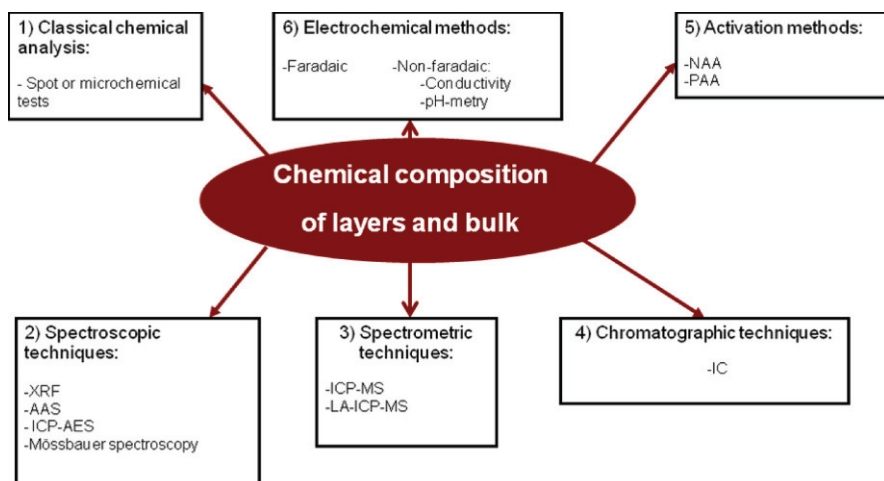 1) Classical chemical
analysis:
- Spot or microchemical
tests
6) Electrochemical methods:
-Faradaic -Non-faradaic:
-Conductivity
-pH-metry
5) Activation methods:
-NAA
-PAA
Chemical composition
of layers and bulk
2) Spectroscopic
techniques:
-XRF
-AAS
-ICP-AES
-Mössbauer spectroscopy
3) Spectrometric
techniques:
-ICP-MS
-LA-ICP-MS
4) Chromatographic techniques:
-IC